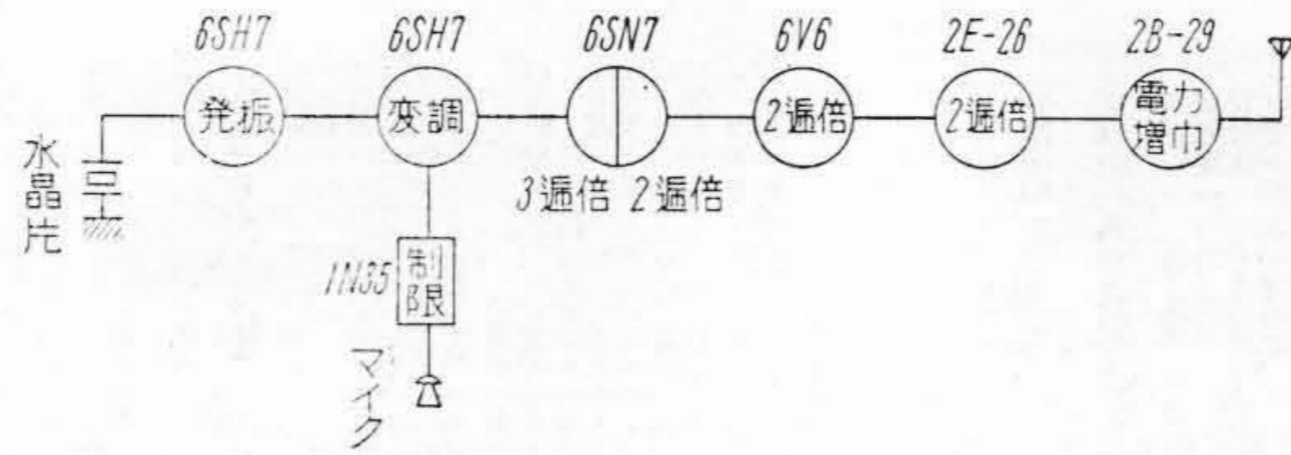 6SH7 6SH7 6SN7 6V6 2E-26 2B-29
水晶片
発振 変調 2逓倍 2逓倍 電力増巾
3逓倍 2逓倍
1N35 制限
マイク